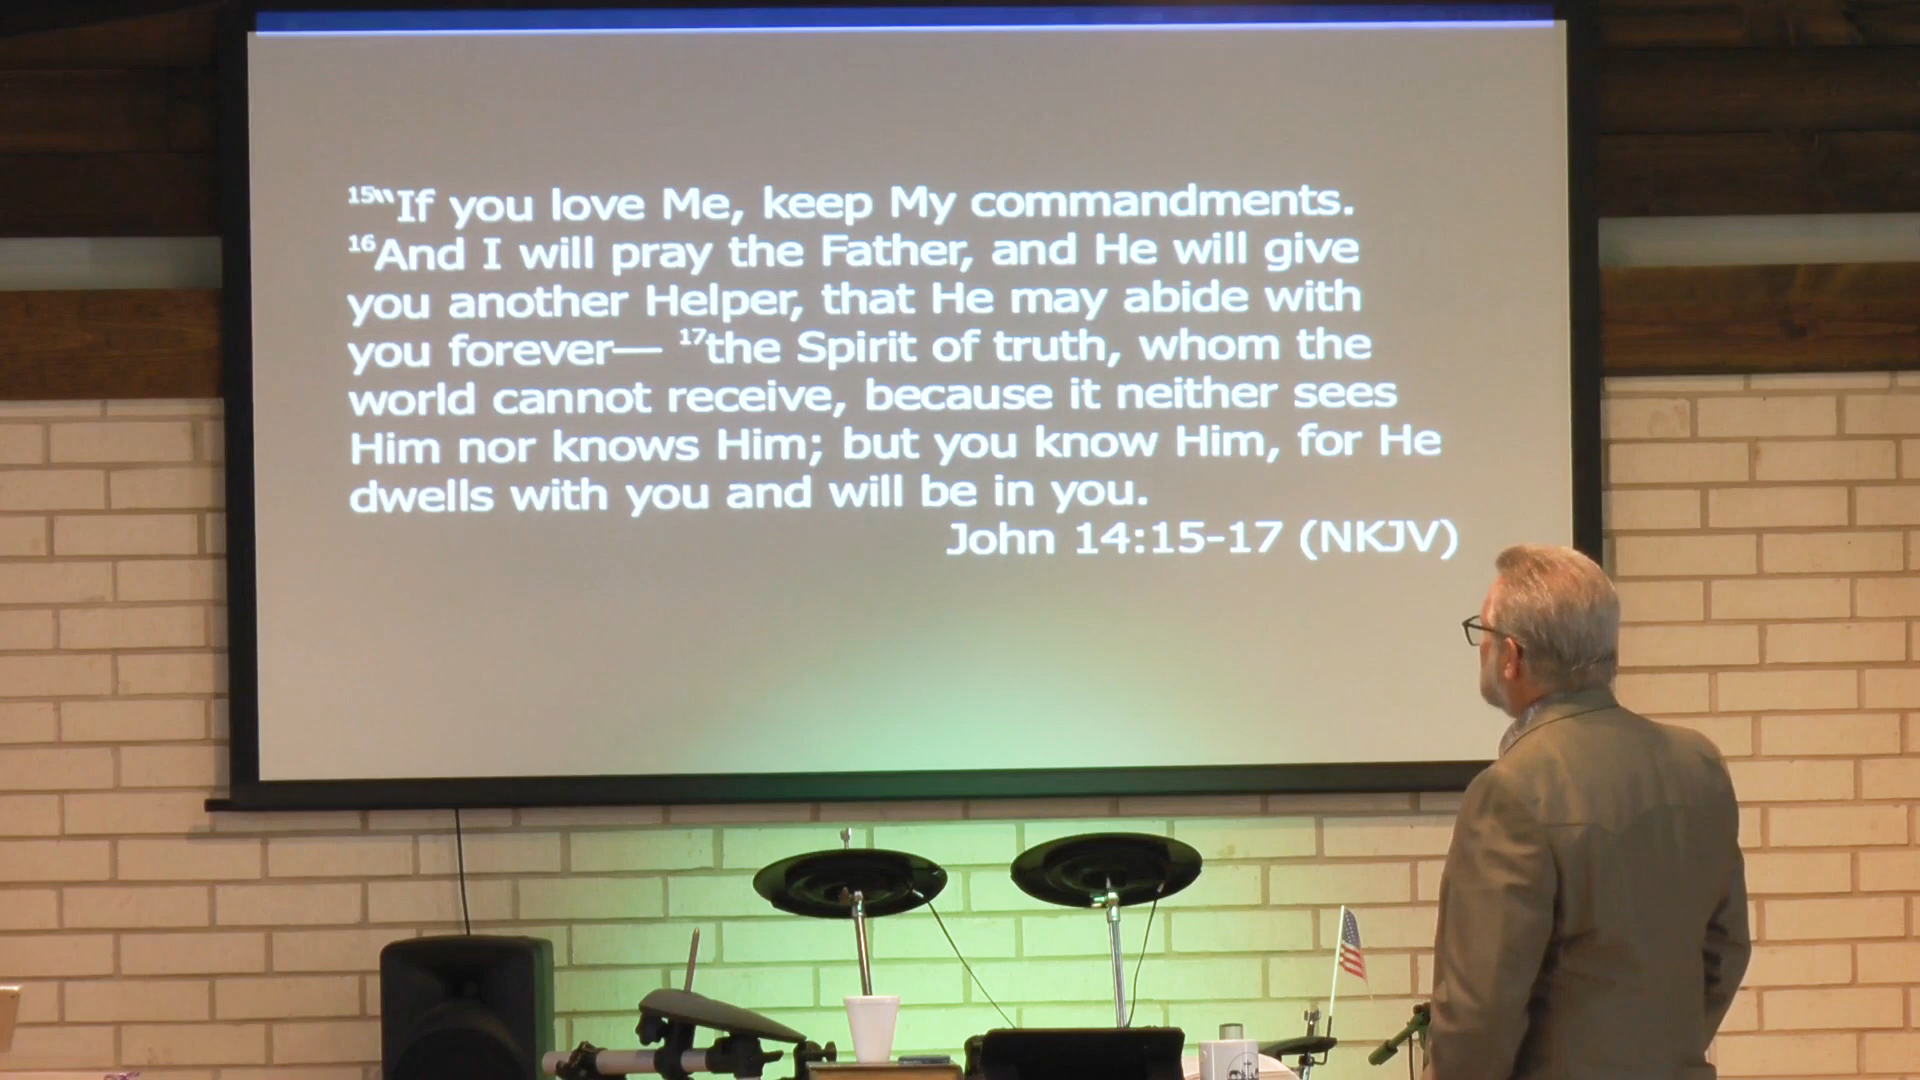 15“If you love Me, keep My commandments.
16And I will pray the Father, and He will give
you another Helper, that He may abide with
you forever— 17the Spirit of truth, whom the
world cannot receive, because it neither sees
Him nor knows Him; but you know Him, for He
dwells with you and will be in you.
John 14:15-17 (NKJV)